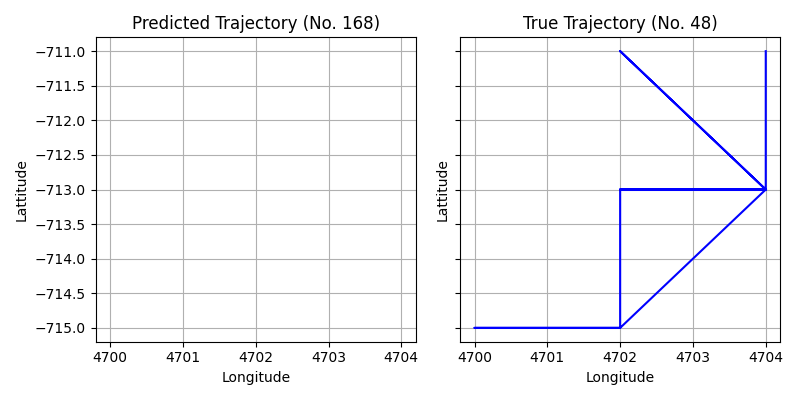 Predicted Trajectory (No. 168)
True Trajectory (No. 48)
−711.0
−711.5
−712.0
−712.5
−713.0
−713.5
−714.0
−714.5
−715.0
Lattitude
Lattitude
4700 4701 4702 4703 4704
4700 4701 4702 4703 4704
Longitude
Longitude